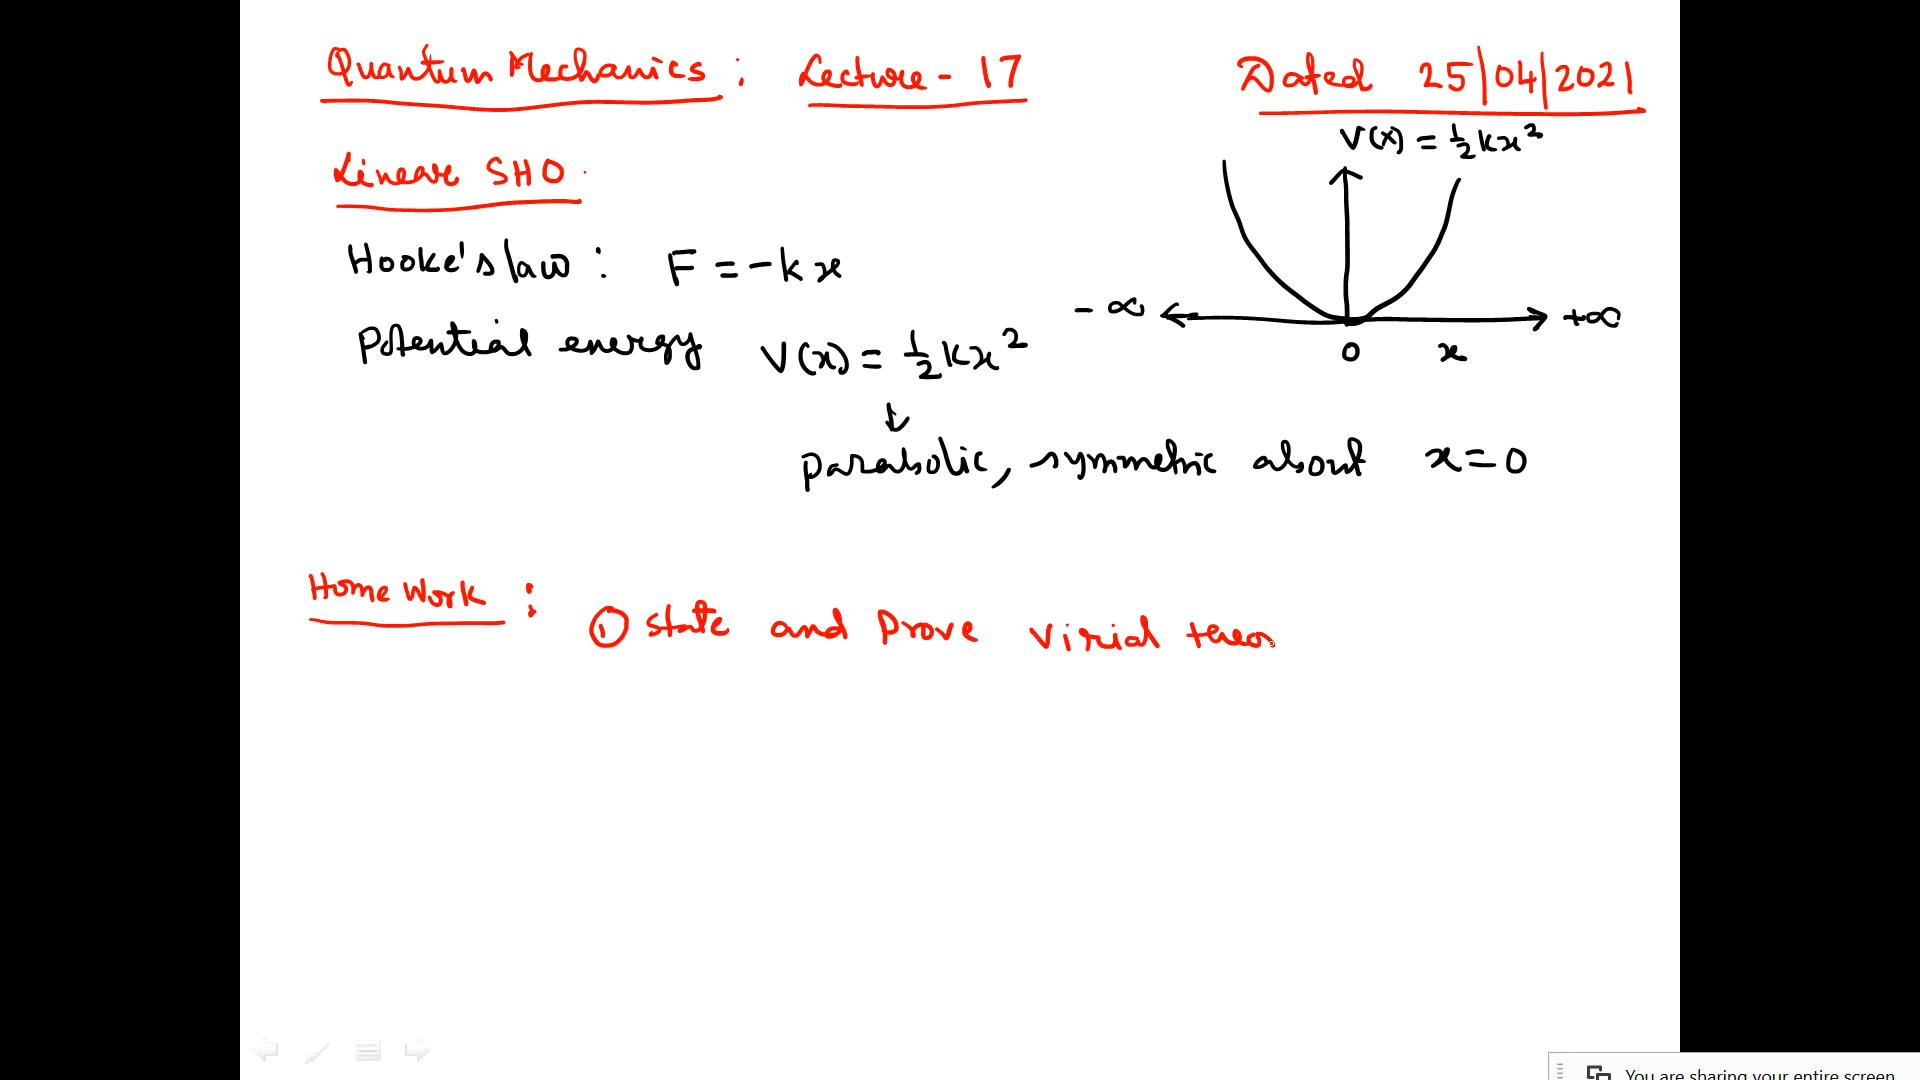 Quantum Mechanics : Lecture - 17
Dated 25/04/2021
Linear SHO.
V(x) = ½kx²
Hooke's law : F = -kx
-∞ +∞
0 x
Potential energy V(x) = ½kx²
↓
parabolic, symmetric about x=0
Home Work : ① State and Prove Virial theo
You are sharing your entire screen